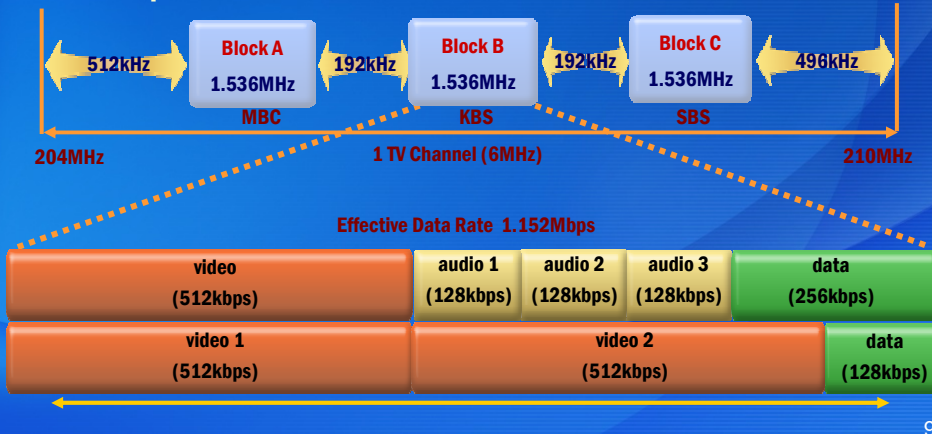 Block A
Block B
Block C
512kHz
192kHz
192kHz
496kHz
1.536MHz
1.536MHz
1.536MHz
MBC
KBS
SBS
204MHz
1 TV Channel (6MHz)
210MHz
Effective Data Rate 1.152Mbps
video
audio 1
audio 2
audio 3
data
(512kbps)
(128kbps)
(128kbps)
(128kbps)
(256kbps)
video 1
video 2
data
(512kbps)
(512kbps)
(128kbps)